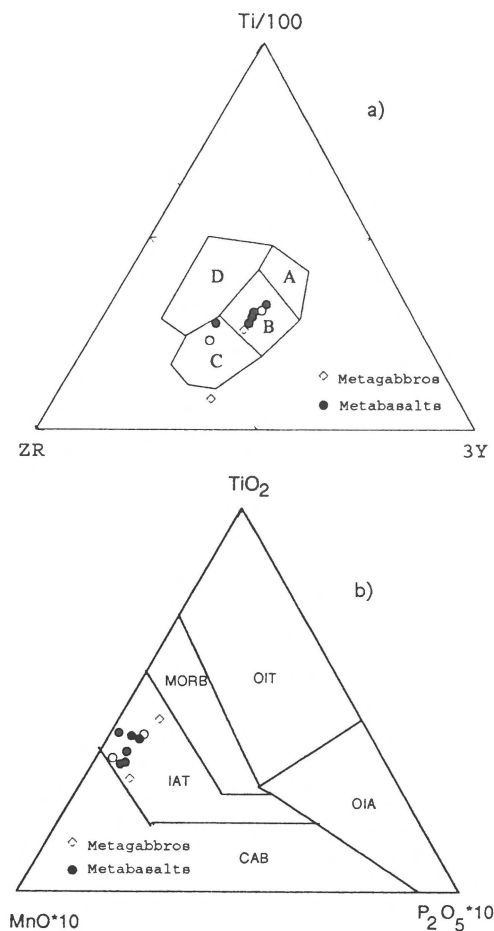 Ti/100
a)
D
A
B
C
Metagabbros
Metabasalts
ZR
3Y
TiO₂
b)
MORB
OIT
IAT
OIA
Metagabbros
Metabasalts
CAB
MnO*10
P₂O₅*10